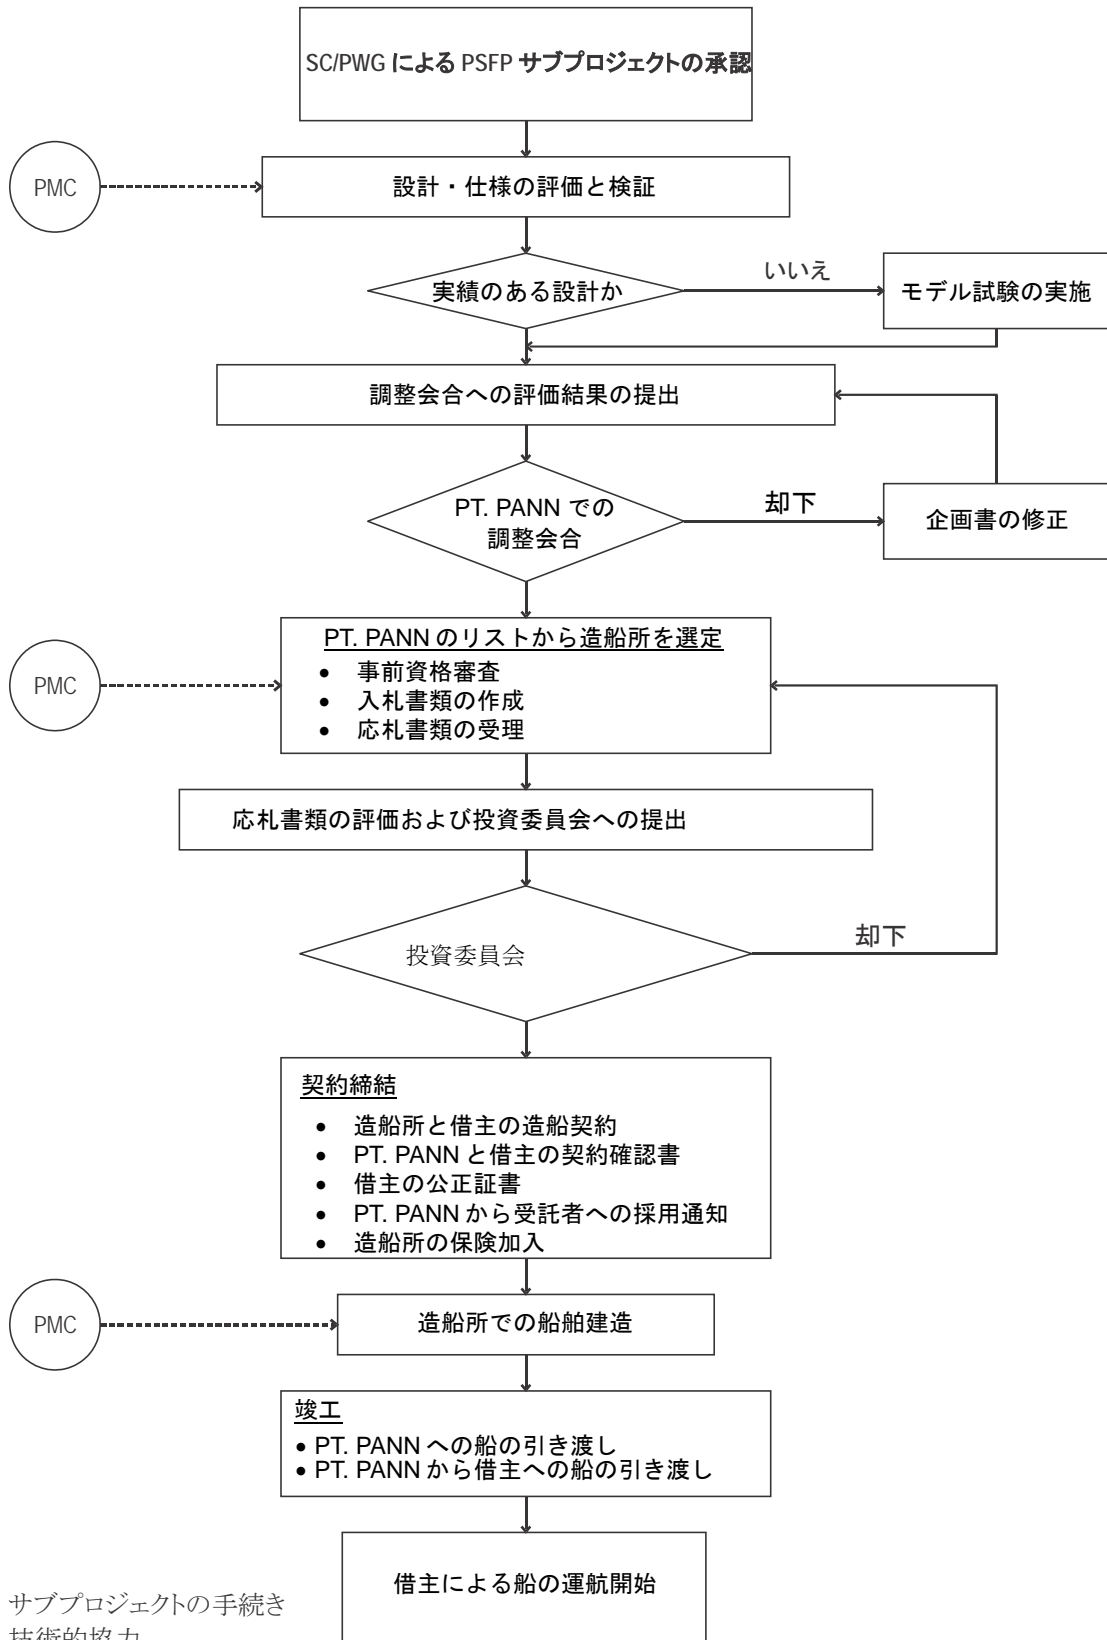 SC/PWG による PSFP サブプロジェクトの承認
PMC
設計・仕様の評価と検証
実績のある設計か
いいえ
モデル試験の実施
調整会合への評価結果の提出
PT. PANN での
調整会合
却下
企画書の修正
PMC
PT. PANN のリストから造船所を選定
• 事前資格審査
• 入札書類の作成
• 応札書類の受理
応札書類の評価および投資委員会への提出
投資委員会
却下
契約締結
• 造船所と借主の造船契約
• PT. PANN と借主の契約確認書
• 借主の公正証書
• PT. PANN から受託者への採用通知
• 造船所の保険加入
PMC
造船所での船舶建造
竣工
• PT. PANN への船の引き渡し
• PT. PANN から借主への船の引き渡し
借主による船の運航開始
サブプロジェクトの手続き
技術的協力